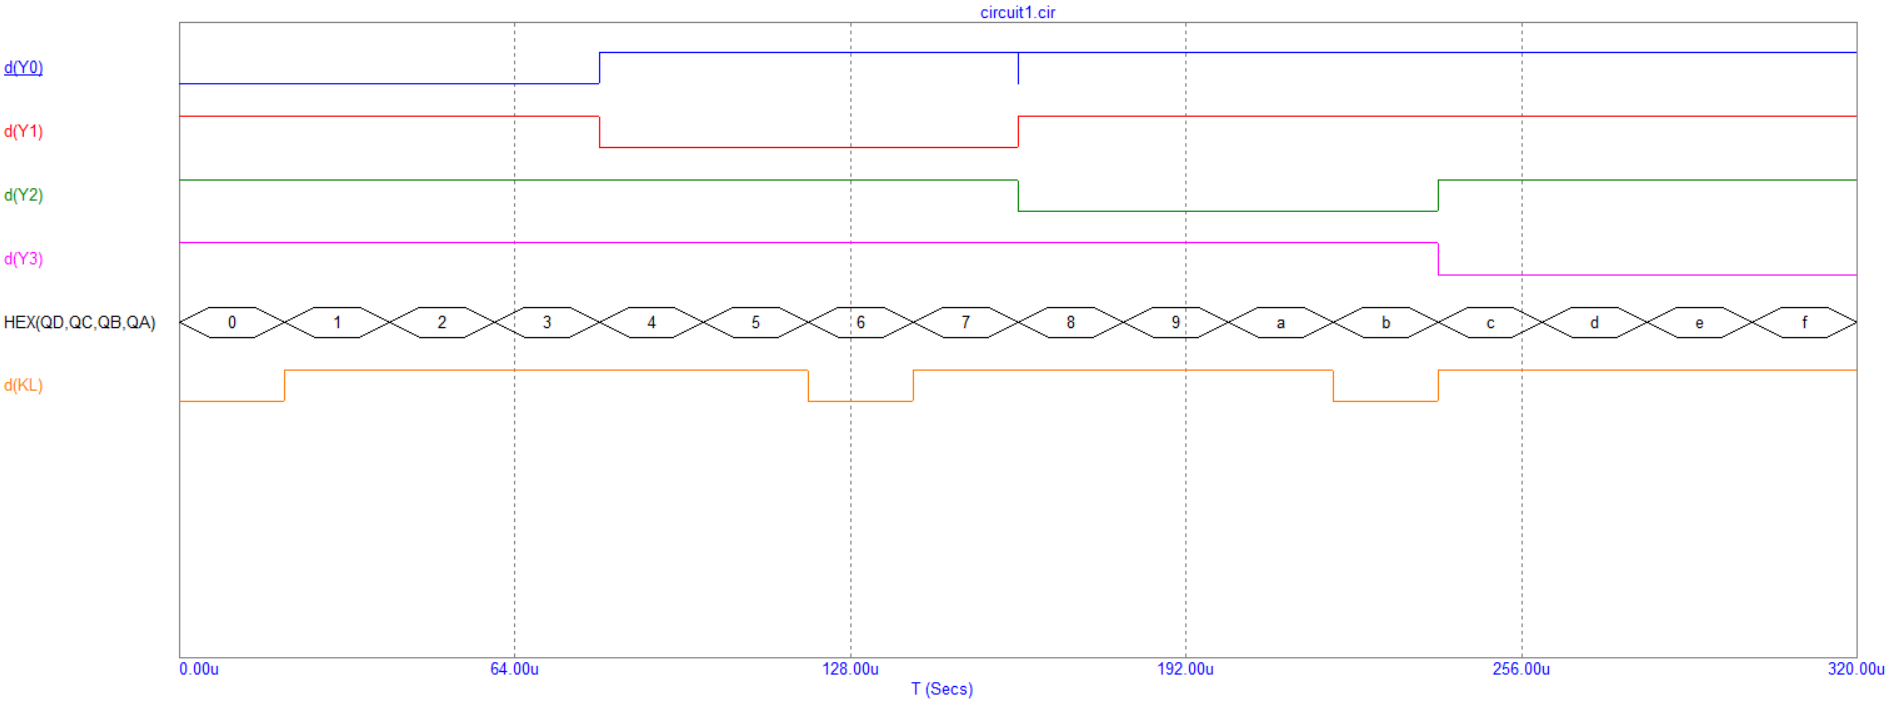 circuit1.cir
d(Y0)
d(Y1)
d(Y2)
d(Y3)
HEX(QD,QC,QB,QA) 0 1 2 3 4 5 6 7 8 9 a b c d e f
d(KL)
0.00u 64.00u 128.00u 192.00u 256.00u 320.00u
T (Secs)